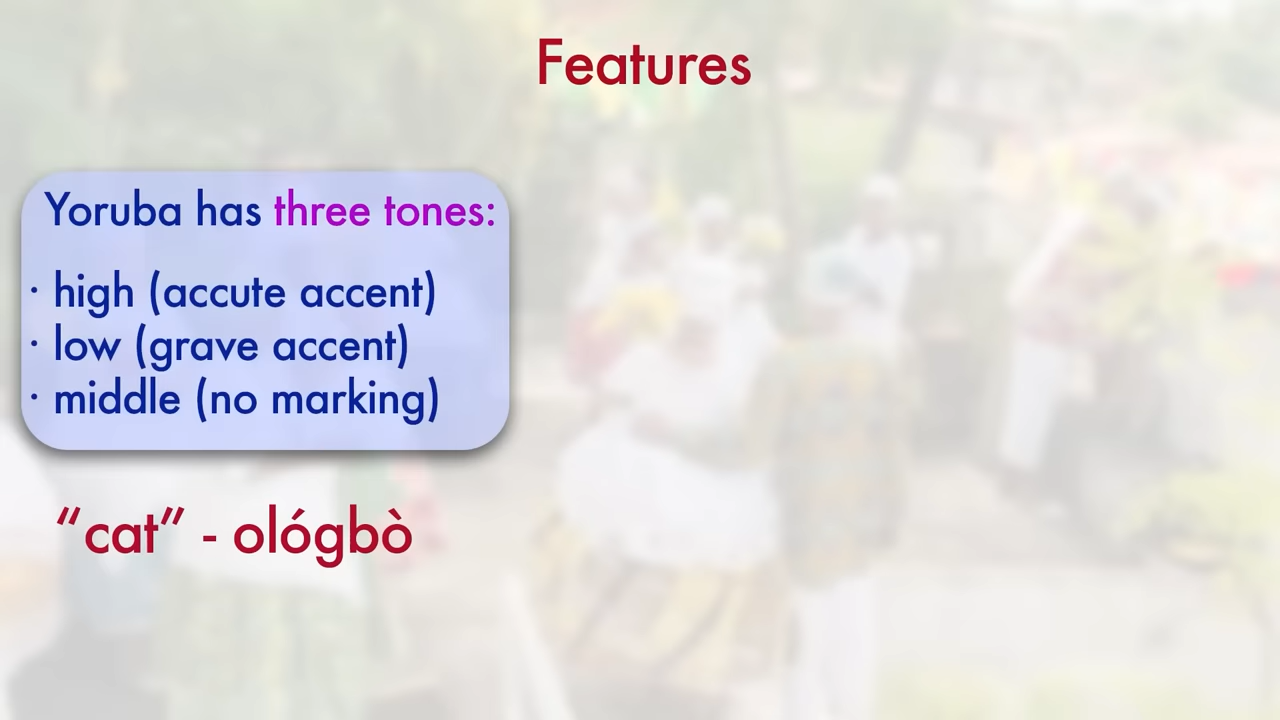 Features
Yoruba has three tones:
· high (accute accent)
· low (grave accent)
· middle (no marking)
“cat” - ológbò